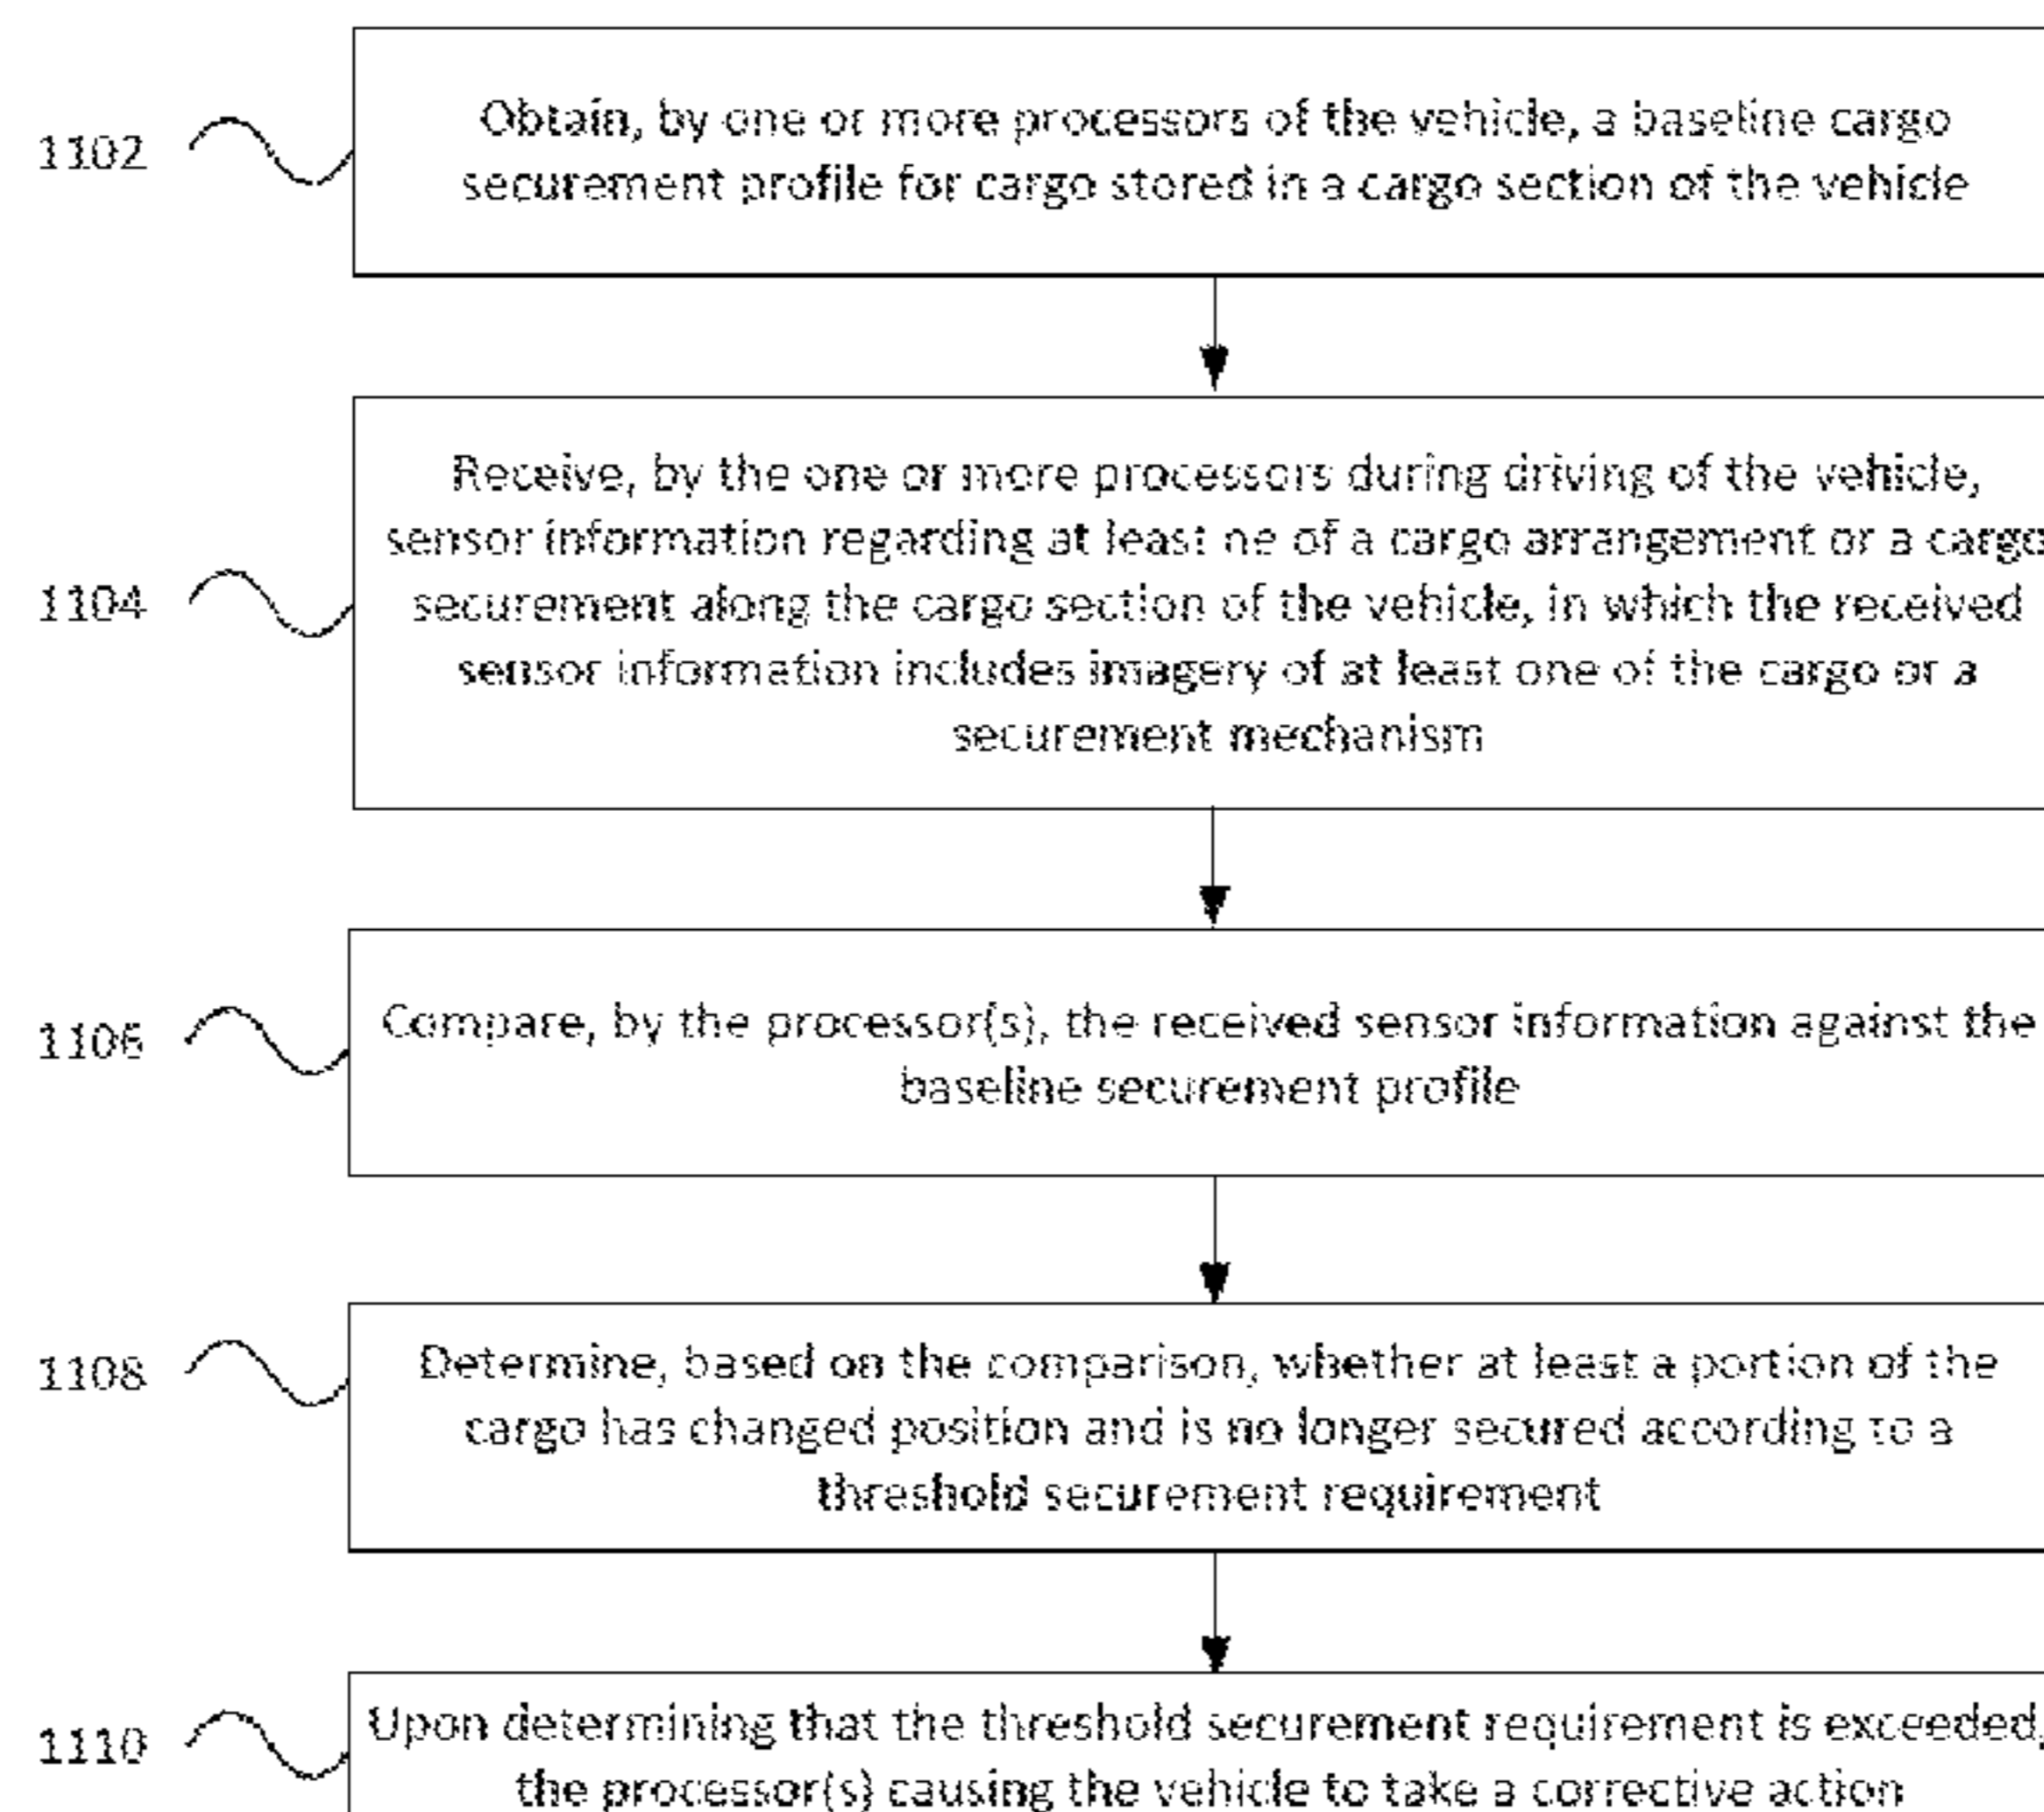 1102
Obtain, by one or more processors of the vehicle, a baseline cargo
securement profile for cargo stored in a cargo section of the vehicle
1104
Receive, by the one or more processors during driving of the vehicle,
sensor information regarding at least ne of a cargo arrangement or a cargo
securement along the cargo section of the vehicle, in which the received
sensor information includes imagery of at least one of the cargo or a
securement mechanism
1106
Compare, by the processor(s), the received sensor information against the
baseline securement profile
1108
Determine, based on the comparison, whether at least a portion of the
cargo has changed position and is no longer secured according to a
threshold securement requirement
1110
Upon determining that the threshold securement requirement is exceeded,
the processor(s) causing the vehicle to take a corrective action